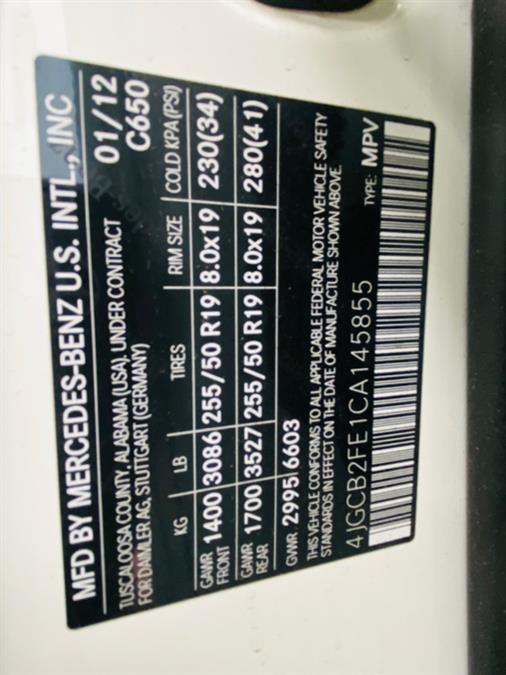 MFD BY MERCEDES-BENZ U.S. INTL., INC
TUSCALOOSA COUNTY, ALABAMA (USA), UNDER CONTRACT 01/12
FOR DAIMLER AG, STUTTGART (GERMANY) C650
KG LB TIRES RIM SIZE COLD KPA (PSI)
GAWR FRONT 1400 3086 255/50 R19 8.0x19 230(34)
GAWR REAR 1700 3527 255/50 R19 8.0x19 280(41)
GWR 2995 6603
THIS VEHICLE CONFORMS TO ALL APPLICABLE FEDERAL MOTOR VEHICLE SAFETY
STANDARDS IN EFFECT ON THE DATE OF MANUFACTURE SHOWN ABOVE.
4JGCB2FE1CA145855 TYPE: MPV